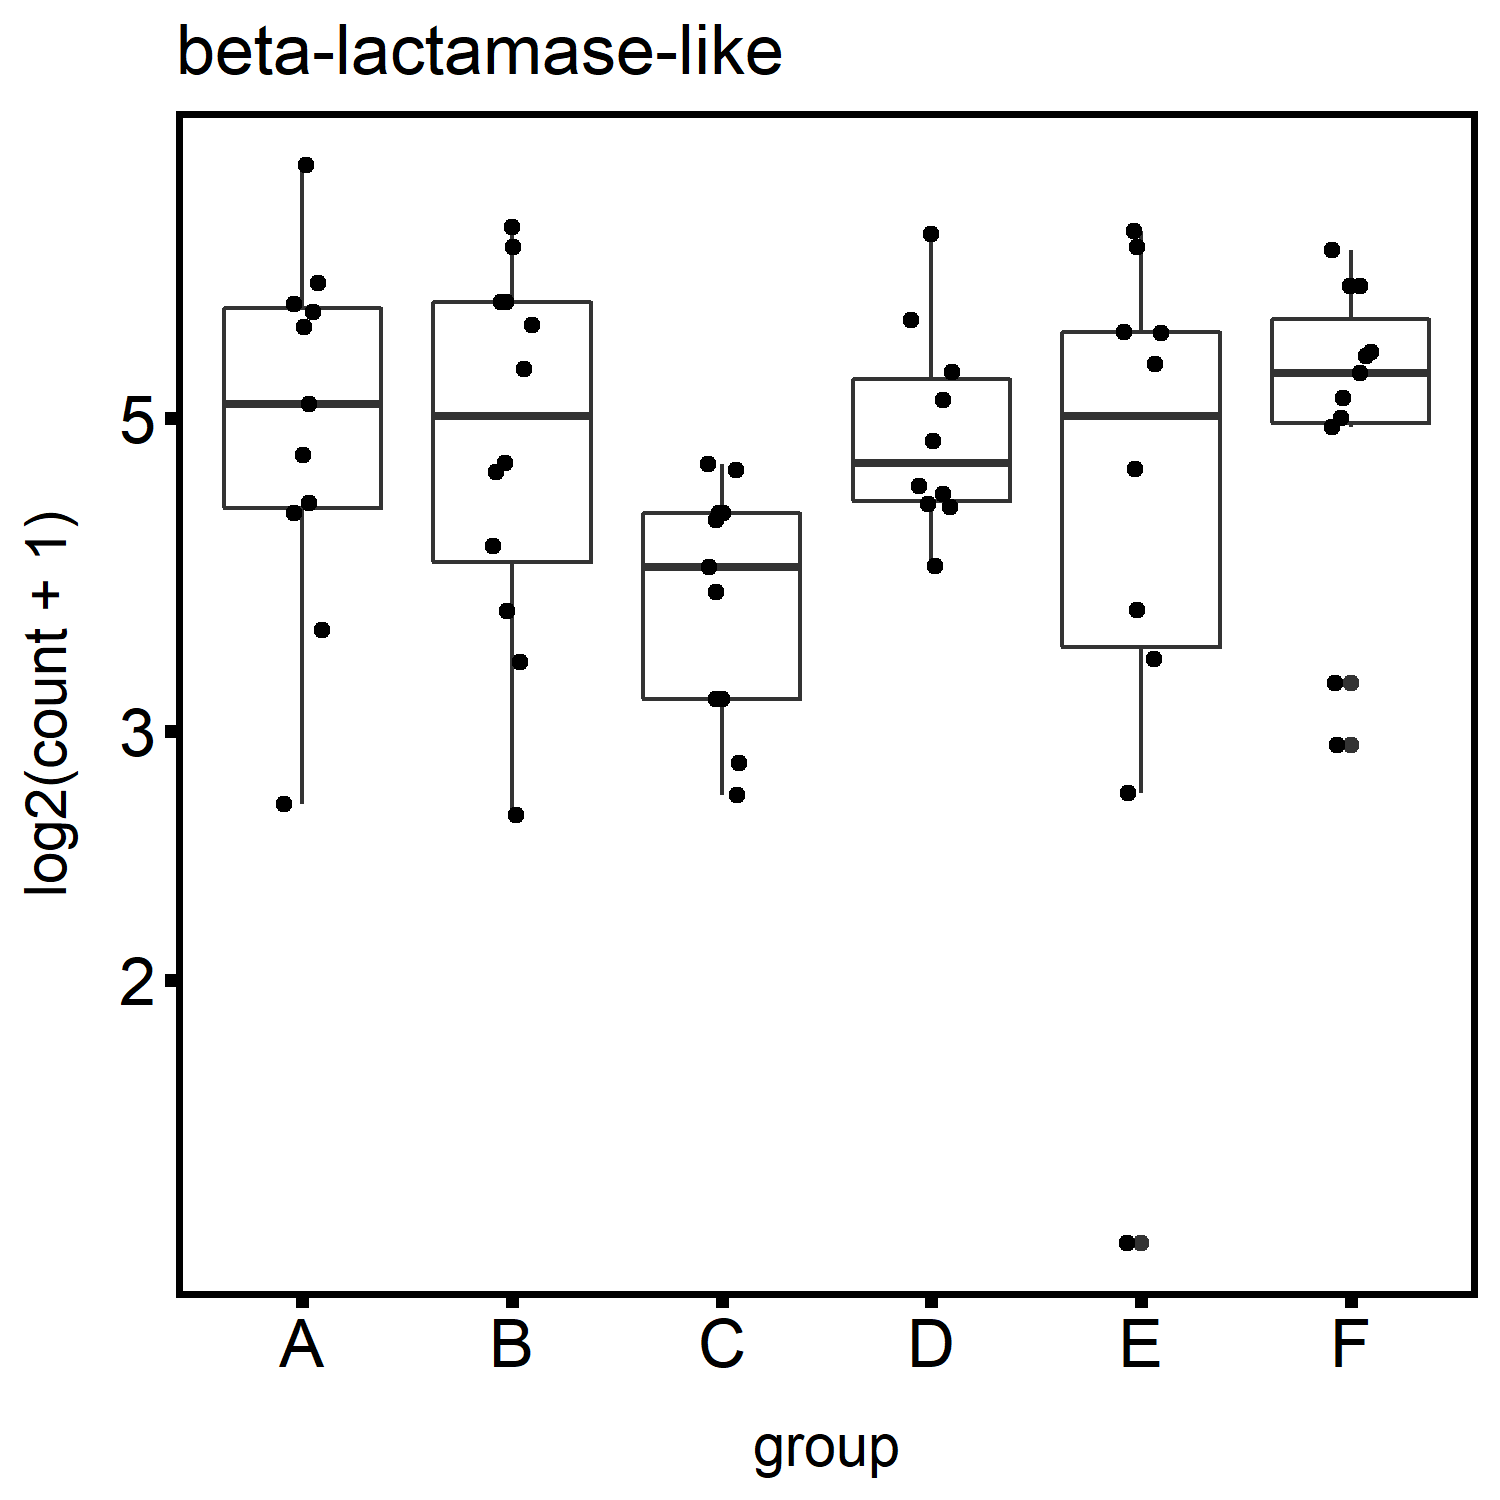 beta-lactamase-like
log2(count + 1)
5
3
2
A B C D E F
group